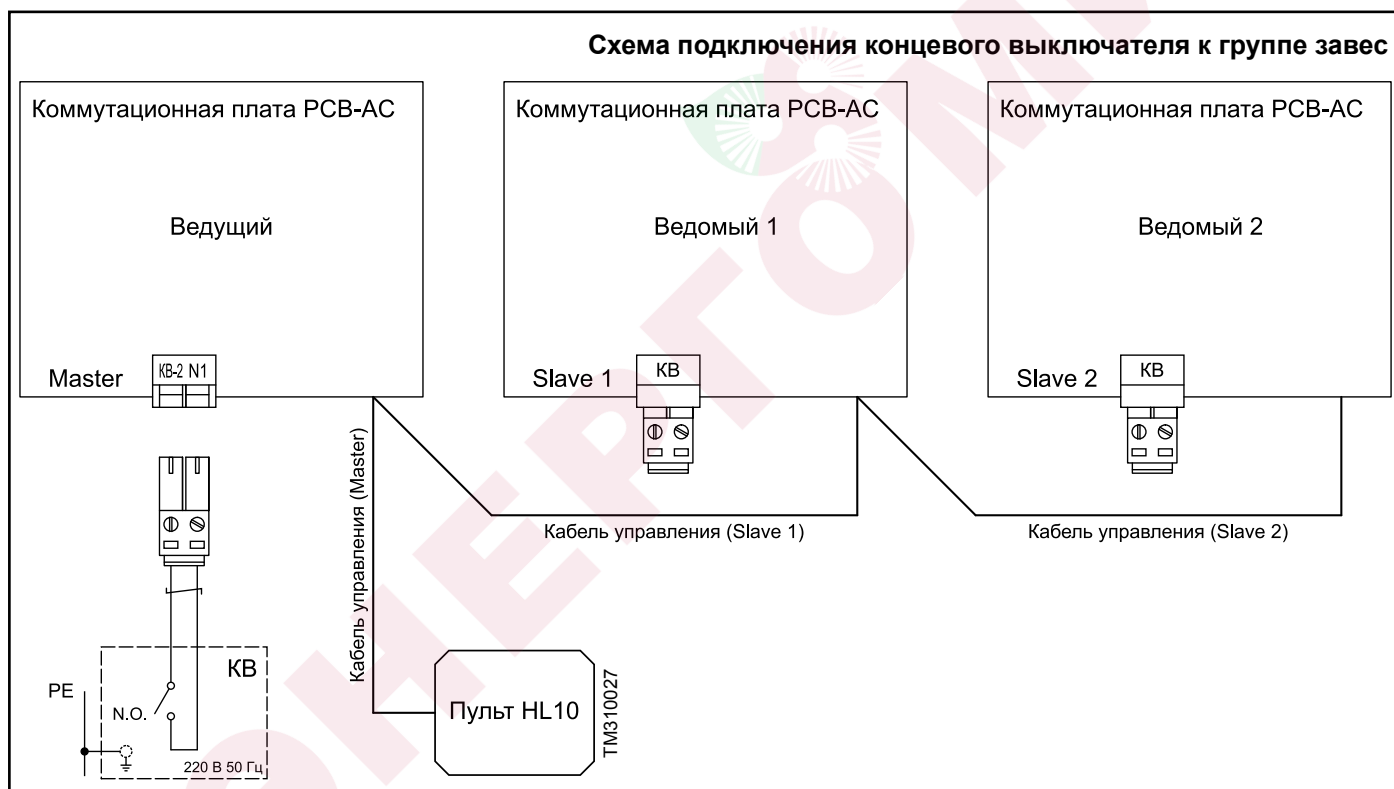 Схема подключения концевого выключателя к группе завес
Коммутационная плата PCB-AC
Ведущий
Master
КВ-2 N1
Коммутационная плата PCB-AC
Ведомый 1
Slave 1
КВ
Коммутационная плата PCB-AC
Ведомый 2
Slave 2
КВ
Кабель управления (Master)
Кабель управления (Slave 1)
Кабель управления (Slave 2)
КВ
PE
N.O.
220 В 50 Гц
Пульт HL10
TM310027
ЭНЕРГОМИ